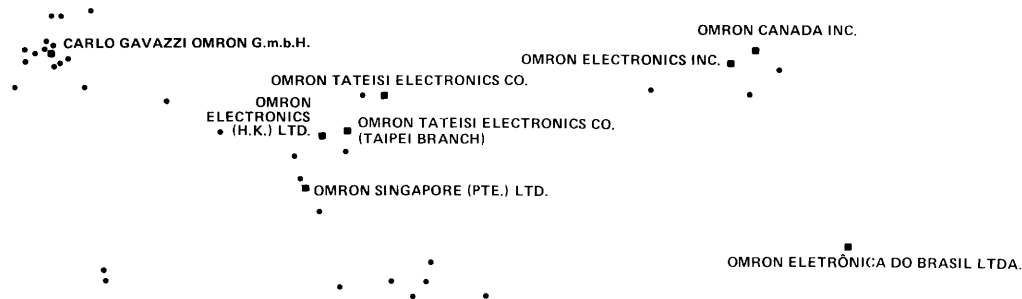 OMRON CANADA INC.
CARLO GAVAZZI OMRON G.m.b.H.
OMRON ELECTRONICS INC.
OMRON TATEISI ELECTRONICS CO.
OMRON
ELECTRONICS
(H.K.) LTD.
OMRON TATEISI ELECTRONICS CO.
(TAIPEI BRANCH)
OMRON SINGAPORE (PTE.) LTD.
OMRON ELETRÔNICA DO BRASIL LTDA.